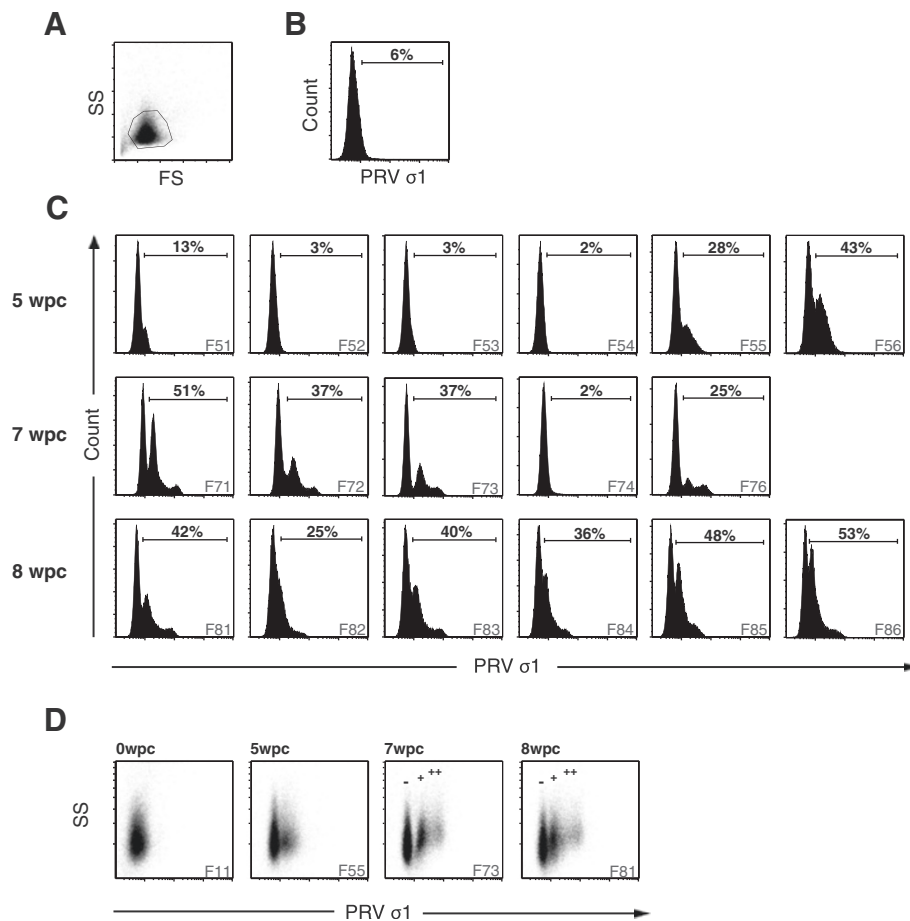 A
B
SS
FS
Count
6%
PRV σ1
C
5 wpc
13%
F51
3%
F52
3%
F53
2%
F54
28%
F55
43%
F56
Count
7 wpc
51%
F71
37%
F72
37%
F73
2%
F74
25%
F76
8 wpc
42%
F81
25%
F82
40%
F83
36%
F84
48%
F85
53%
F86
PRV σ1
D
SS
0wpc
F11
5wpc
F55
7wpc
- + ++
F73
8wpc
- + ++
F81
PRV σ1